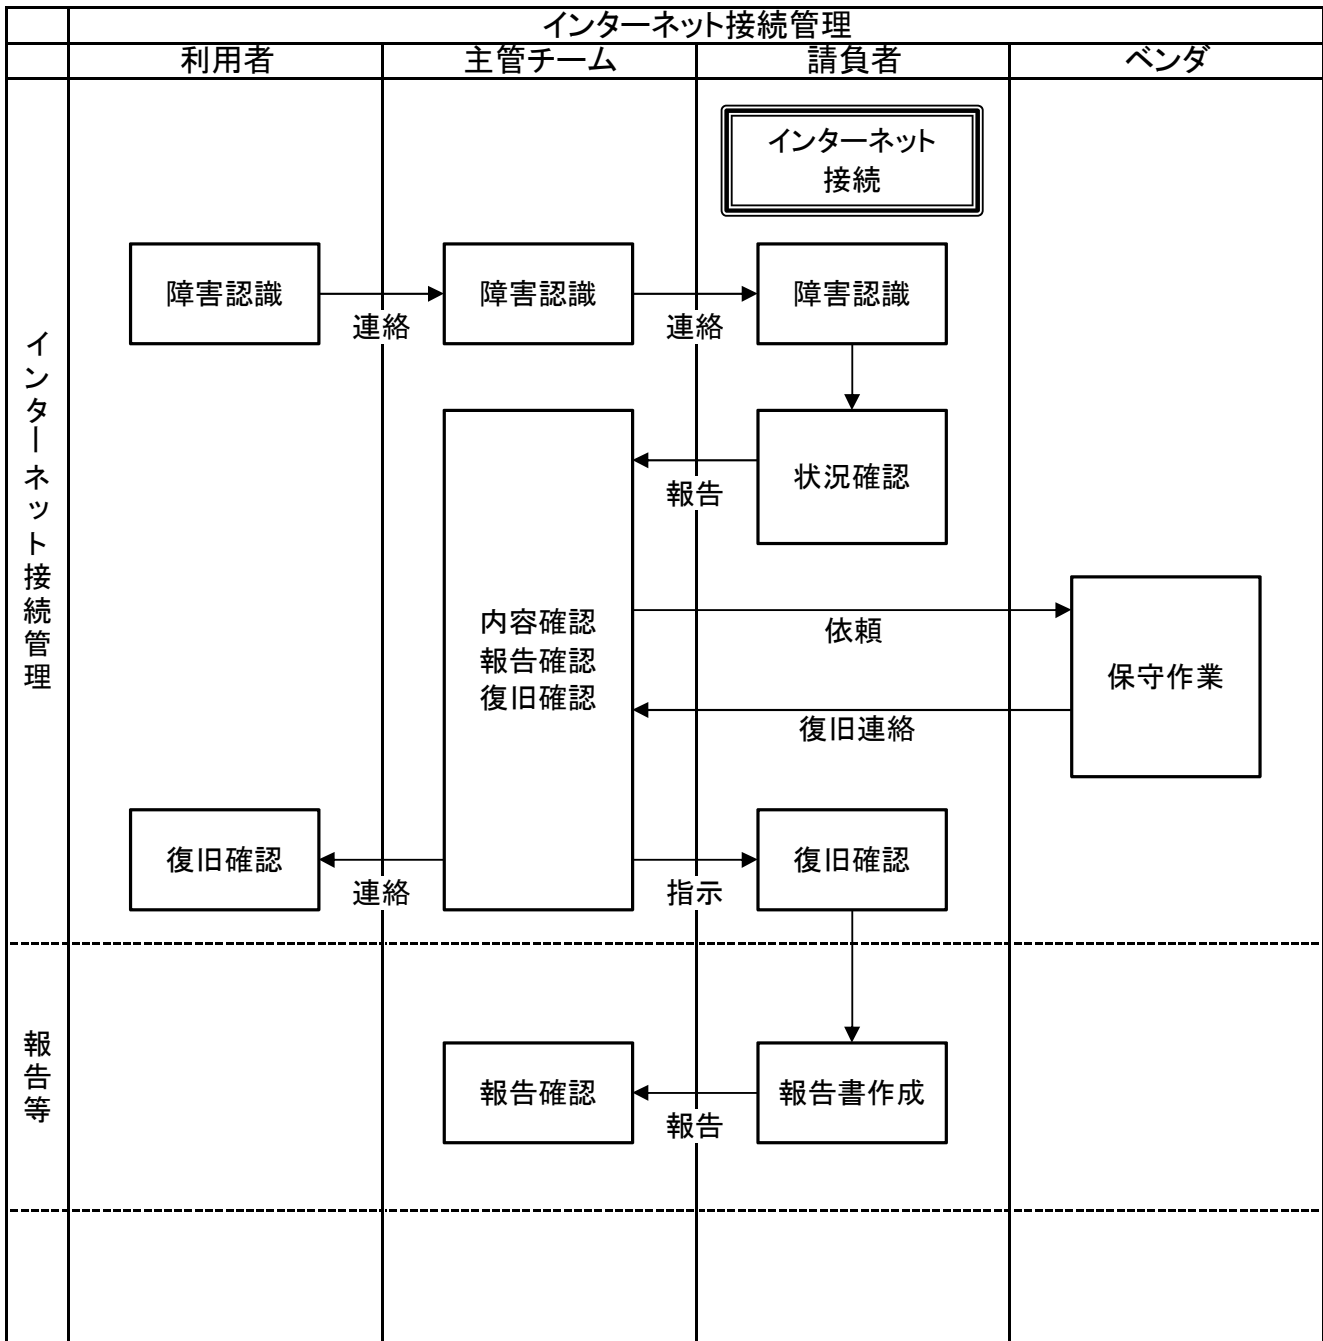 インターネット接続管理
利用者
主管チーム
請負者
ベンダ
インターネット接続管理
インターネット
接続
障害認識
連絡
障害認識
連絡
障害認識
状況確認
報告
内容確認
報告確認
復旧確認
依頼
保守作業
復旧連絡
復旧確認
連絡
指示
復旧確認
報告等
報告確認
報告
報告書作成